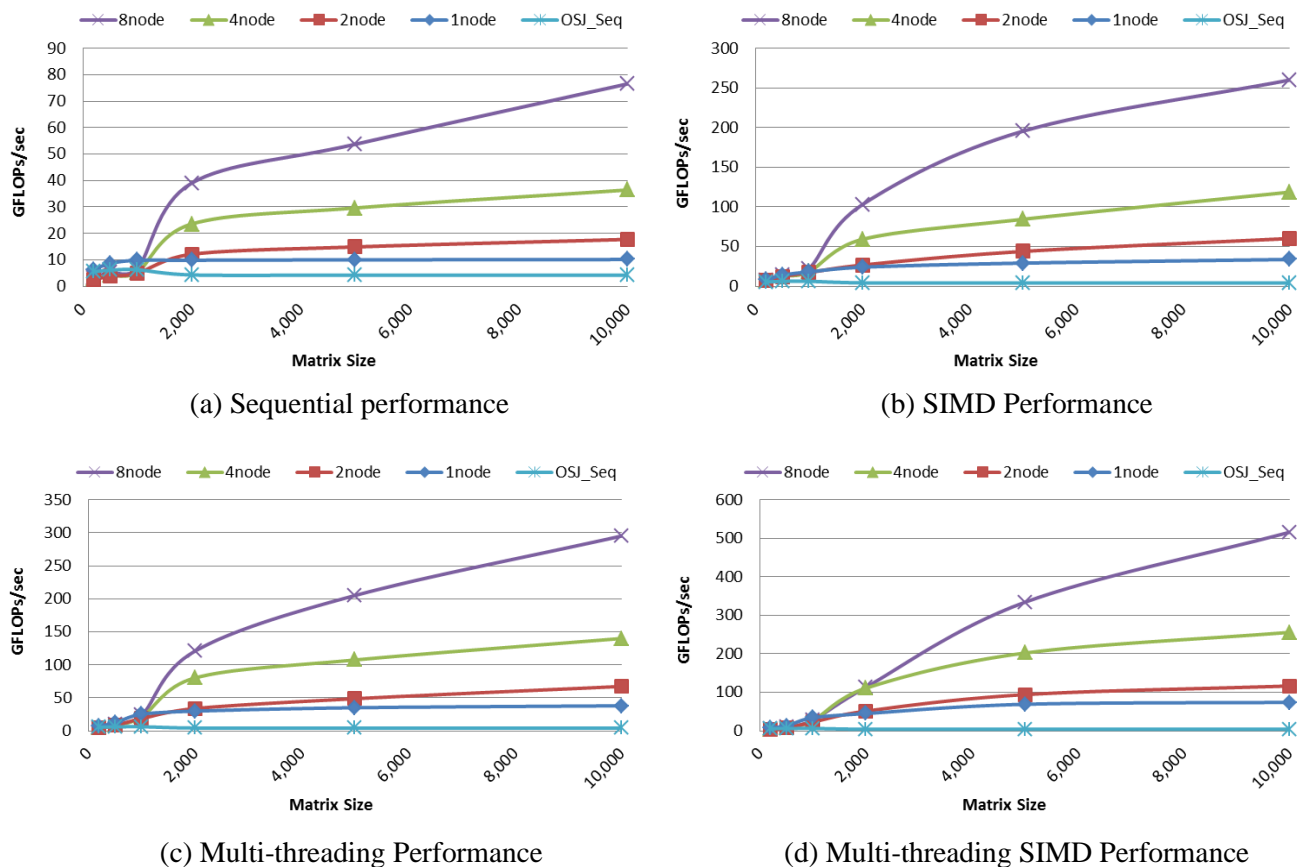 8node 4node 2node 1node OSJ_Seq
90
80
70
60
50
40
30
20
10
0
GFLOPs/sec
0 2,000 4,000 6,000 8,000 10,000
Matrix Size
(a) Sequential performance
8node 4node 2node 1node OSJ_Seq
300
250
200
150
100
50
0
GFLOPs/sec
0 2,000 4,000 6,000 8,000 10,000
Matrix Size
(b) SIMD Performance
8node 4node 2node 1node OSJ_Seq
350
300
250
200
150
100
50
0
GFLOPs/sec
0 2,000 4,000 6,000 8,000 10,000
Matrix Size
(c) Multi-threading Performance
8node 4node 2node 1node OSJ_Seq
600
500
400
300
200
100
0
GFLOPs/sec
0 2,000 4,000 6,000 8,000 10,000
Matrix Size
(d) Multi-threading SIMD Performance